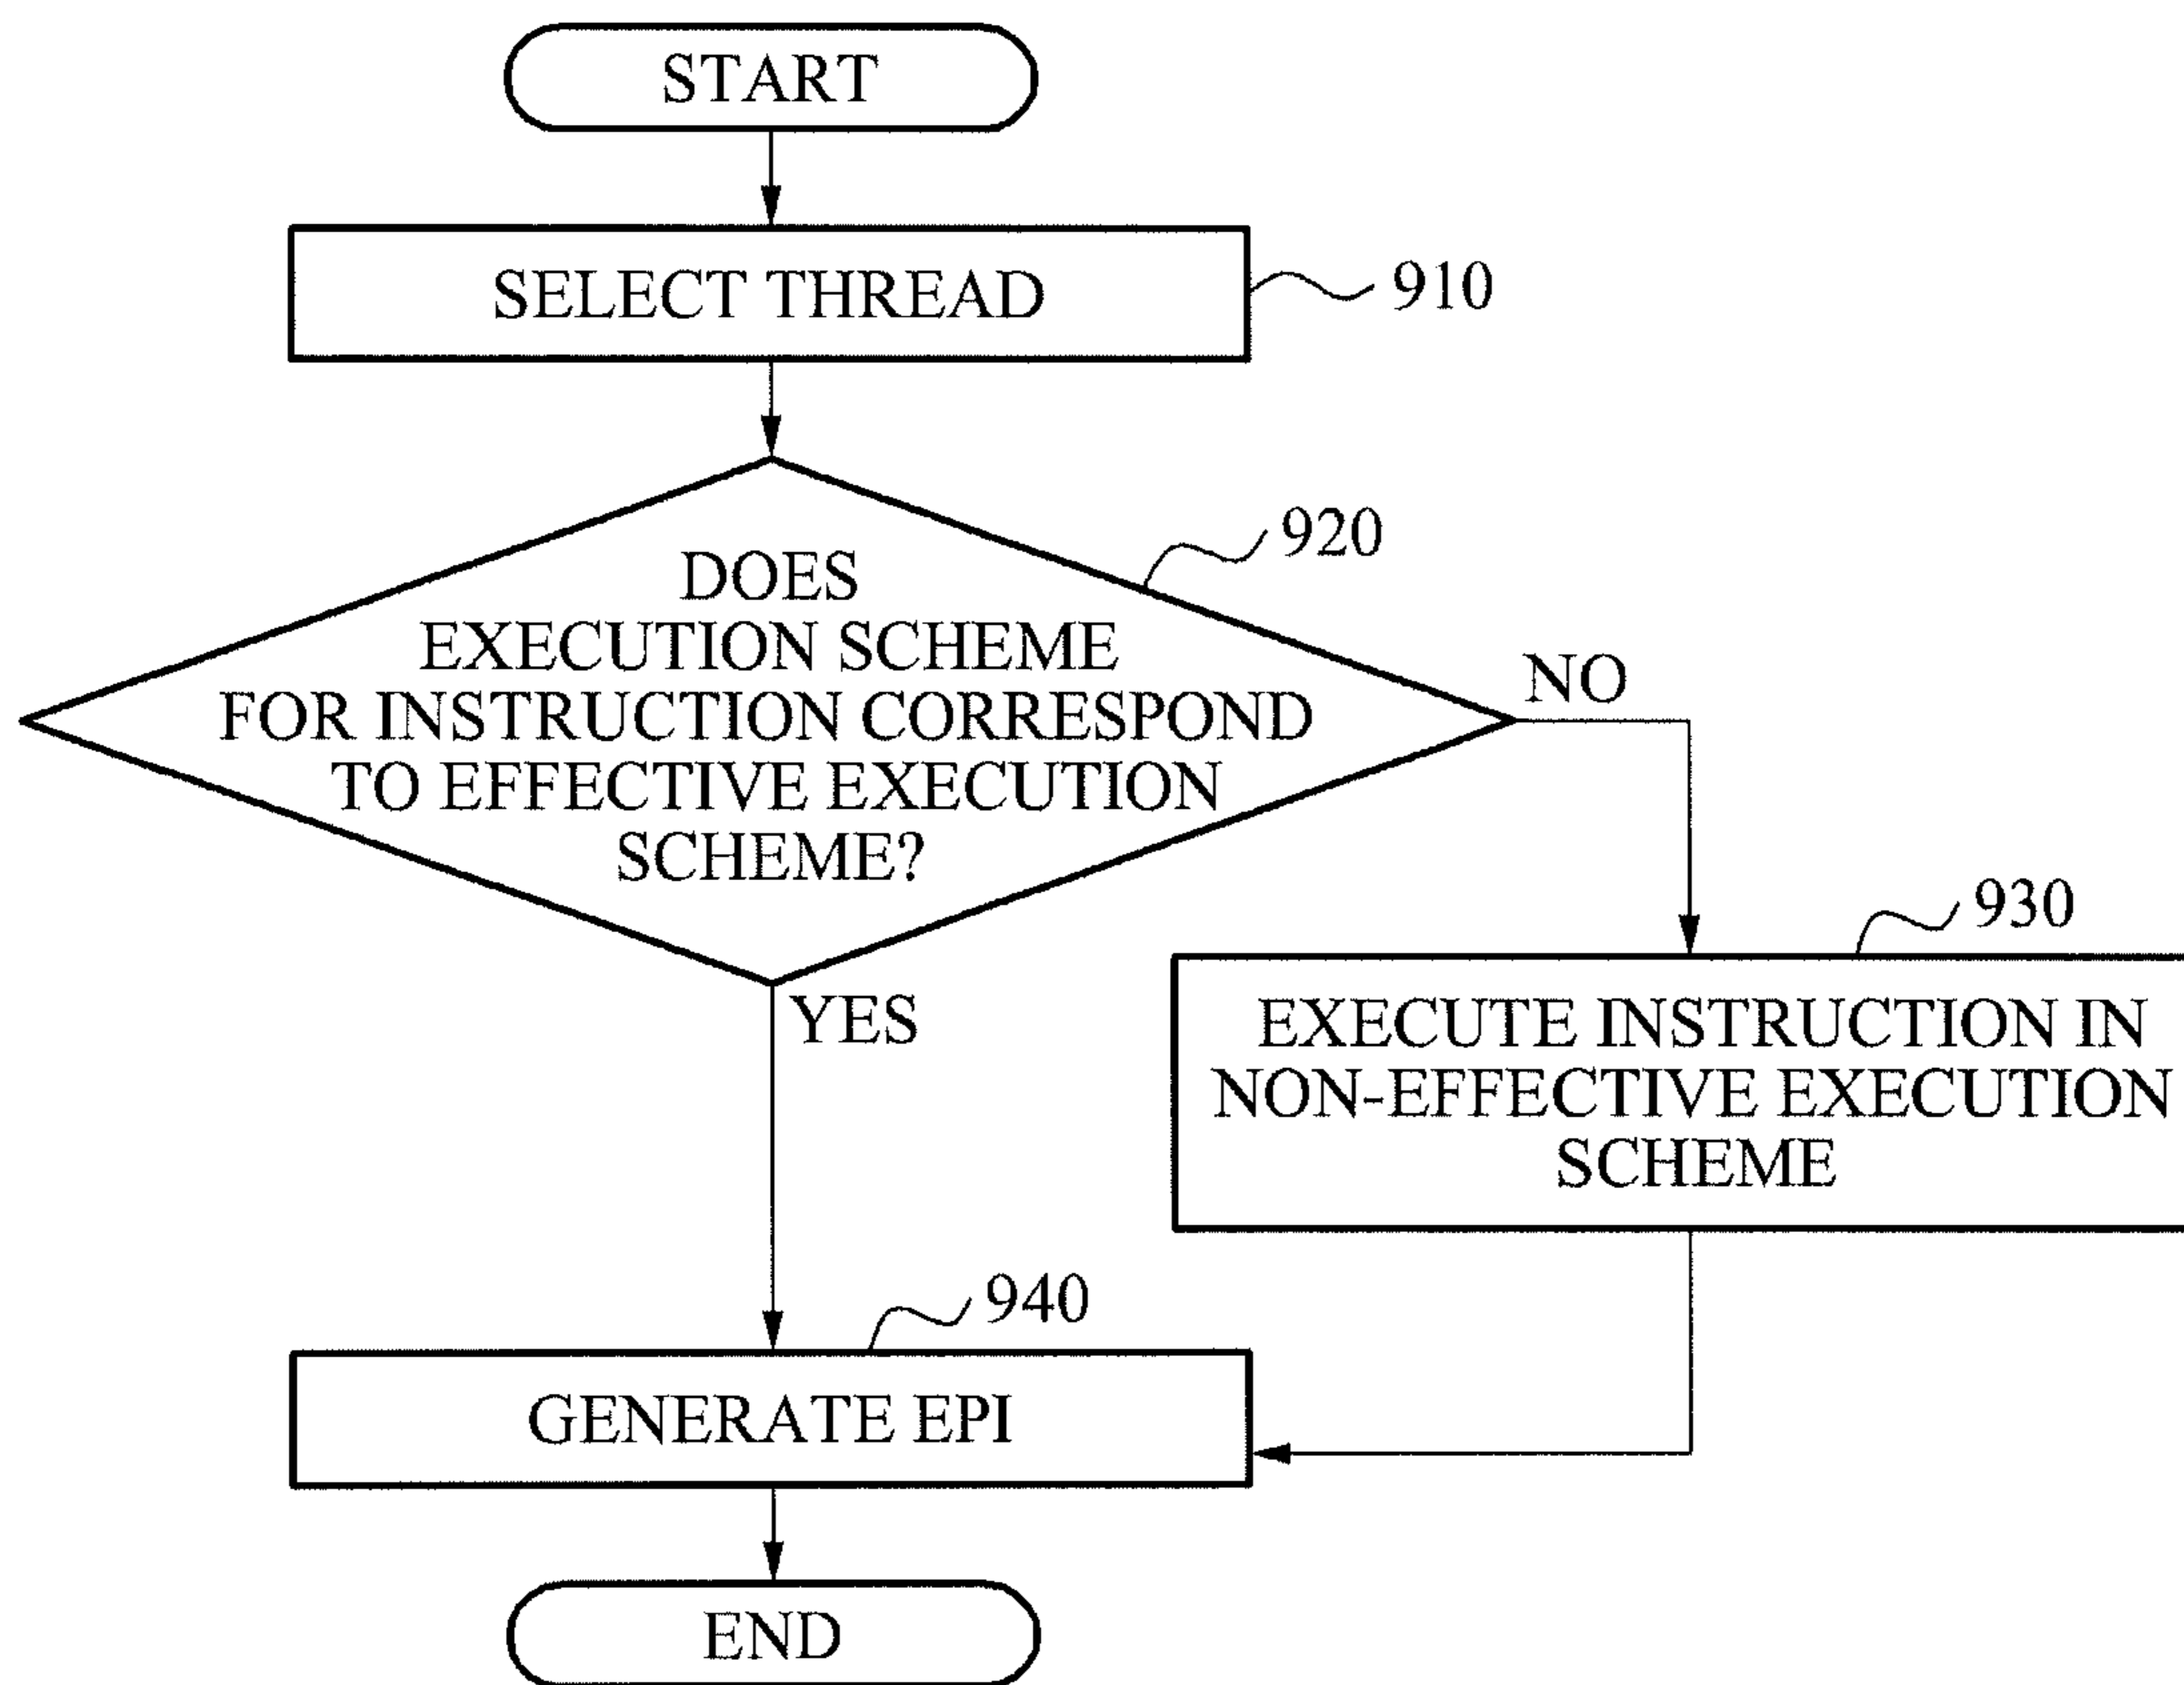 START
SELECT THREAD
910
920
DOES
EXECUTION SCHEME
FOR INSTRUCTION CORRESPOND
TO EFFECTIVE EXECUTION
SCHEME?
NO
YES
930
EXECUTE INSTRUCTION IN
NON-EFFECTIVE EXECUTION
SCHEME
940
GENERATE EPI
END